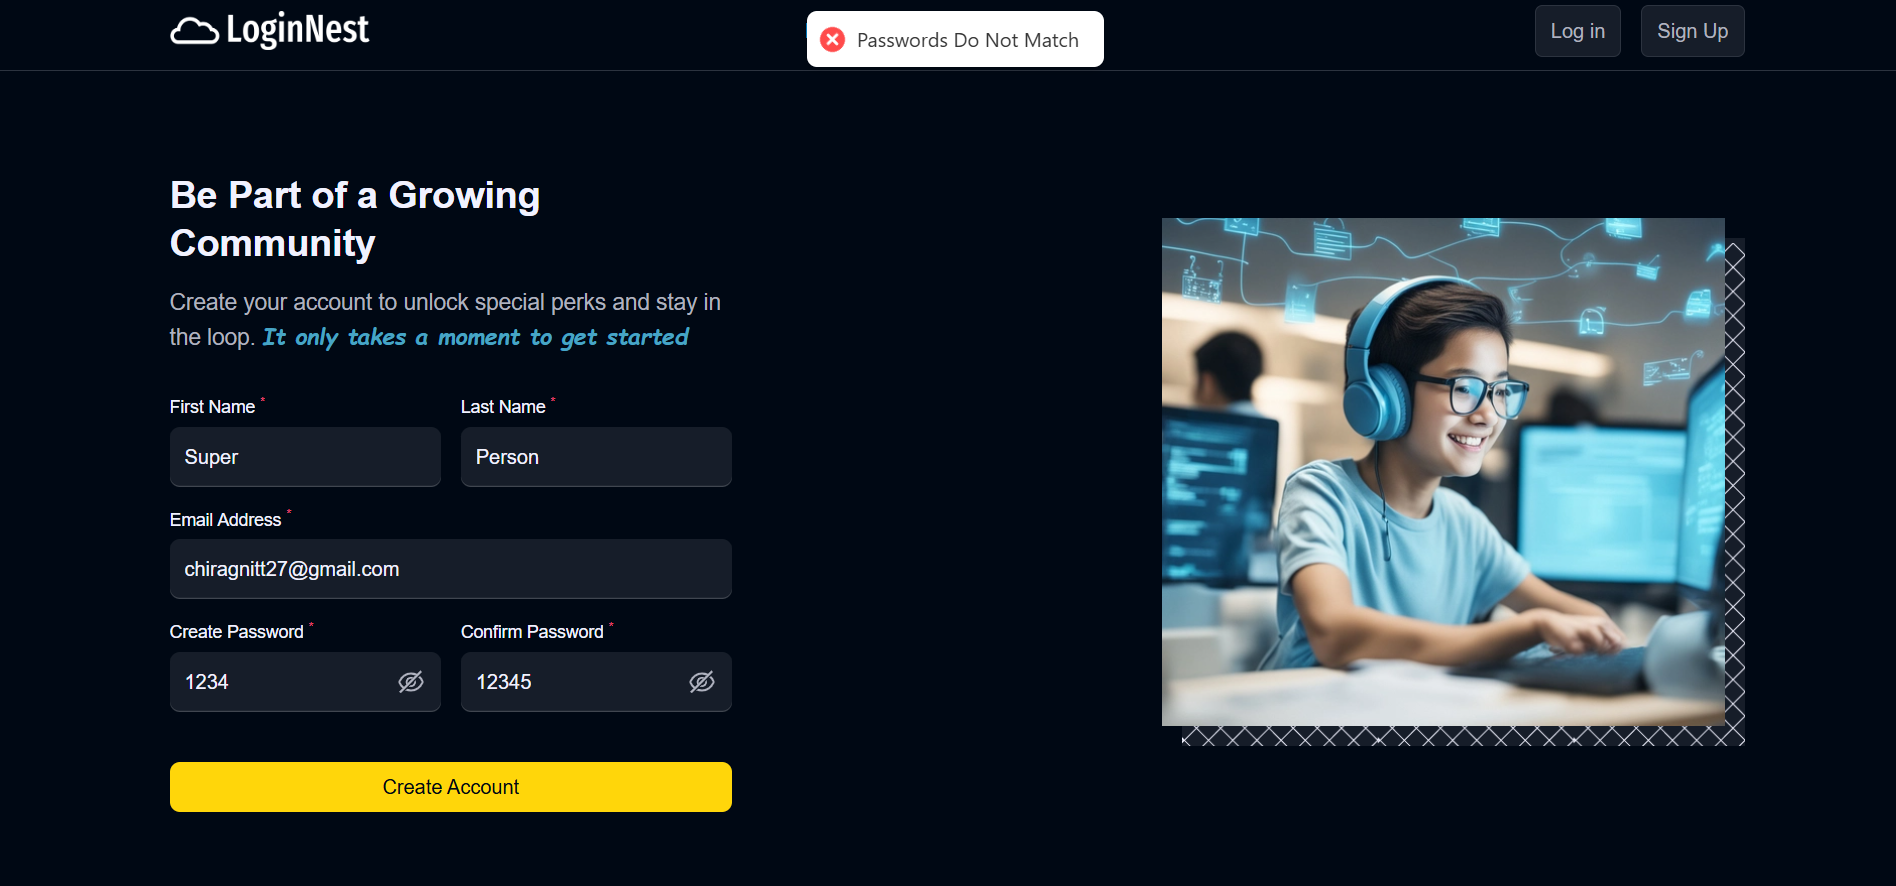 LoginNest
Passwords Do Not Match
Log in
Sign Up
Be Part of a Growing
Community
Create your account to unlock special perks and stay in
the loop. It only takes a moment to get started
First Name *
Last Name *
Super
Person
Email Address *
chiragnitt27@gmail.com
Create Password *
Confirm Password *
1234
12345
Create Account